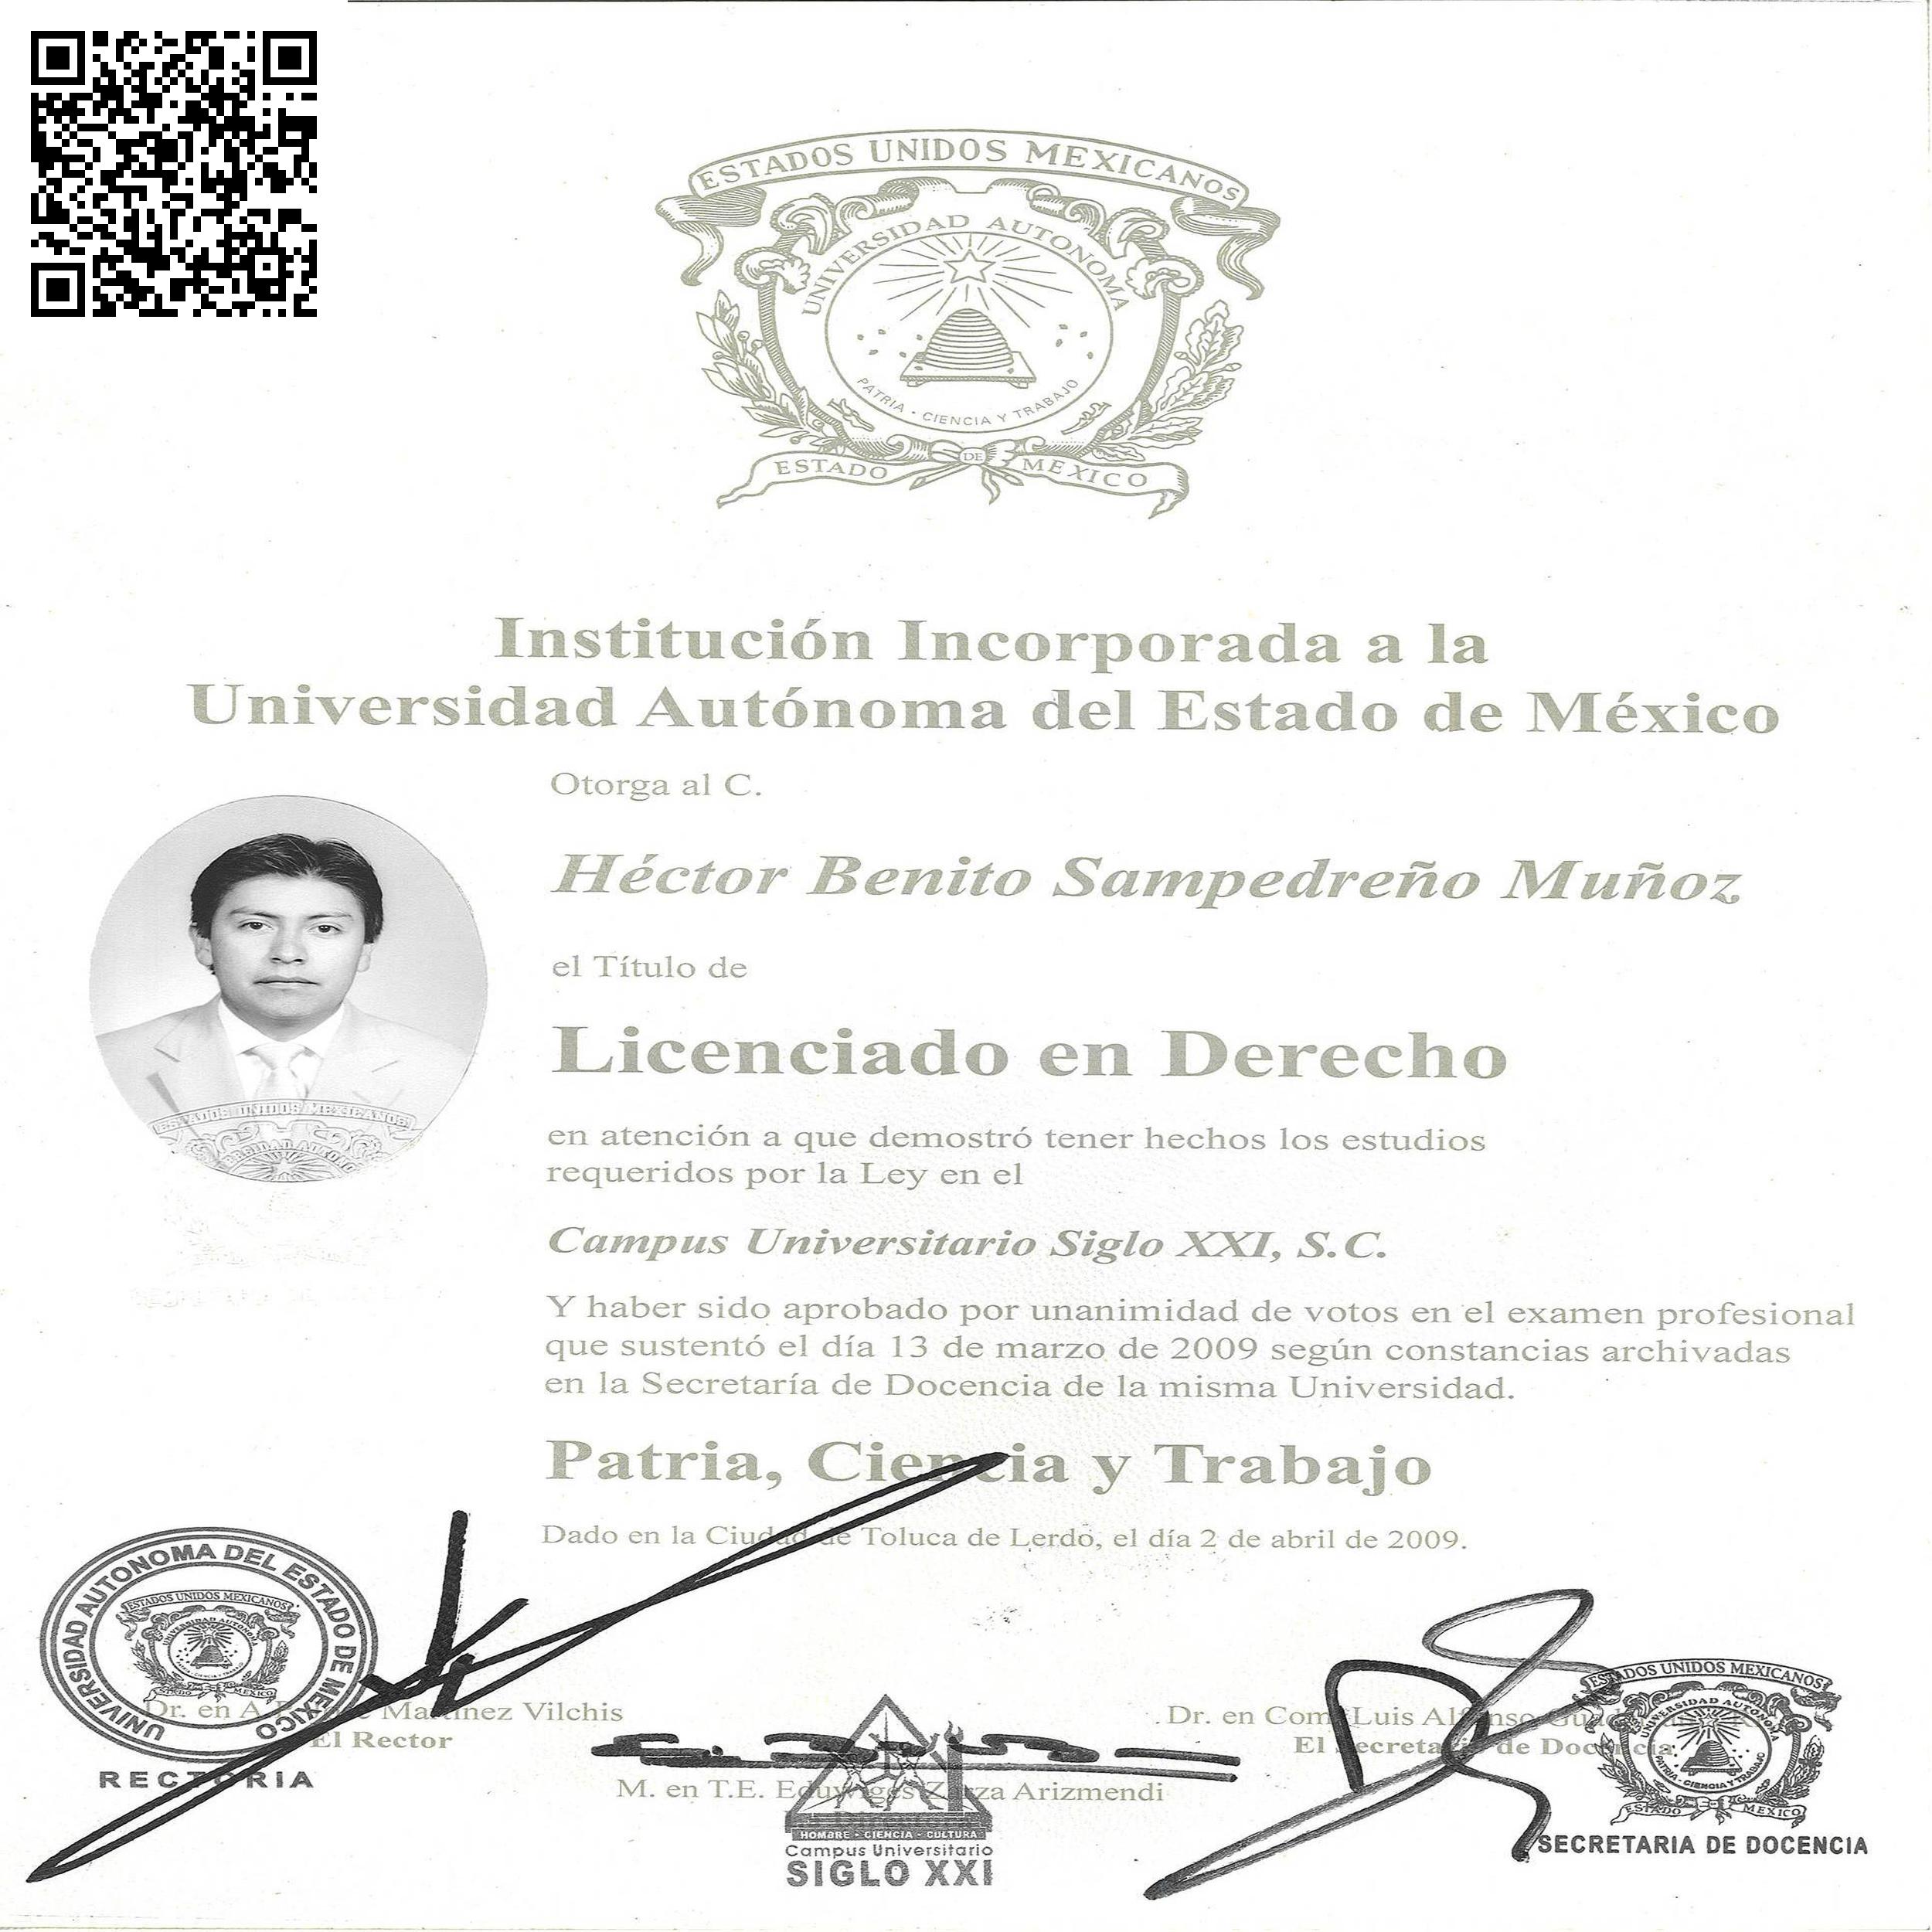 ESTADOS UNIDOS MEXICANOS
UNIVERSIDAD AUTONOMA
PATRIA · CIENCIA Y TRABAJO
ESTADO DE MEXICO
Institución Incorporada a la
Universidad Autónoma del Estado de México
Otorga al C.
Héctor Benito Sampedreño Muñoz
el Título de
Licenciado en Derecho
en atención a que demostró tener hechos los estudios
requeridos por la Ley en el
Campus Universitario Siglo XXI, S.C.
Y haber sido aprobado por unanimidad de votos en el examen profesional
que sustentó el día 13 de marzo de 2009 según constancias archivadas
en la Secretaría de Docencia de la misma Universidad.
Patria, Ciencia y Trabajo
Dado en la Ciudad de Toluca de Lerdo, el día 2 de abril de 2009.
ESTADOS UNIDOS MEXICANOS
UNIVERSIDAD AUTONOMA DEL ESTADO DE MEXICO
ESTADOS UNIDOS MEXICANOS
UNIVERSIDAD AUTONOMA
ESTADO MEXICO
Dr. en Martínez Vilchis
El Rector
RECTORIA
M. en T.E. Eduwiges Zarza Arizmendi
HOMBRE - CIENCIA - CULTURA
Campus Universitario
SIGLO XXI
Dr. en Com. Luis Alfonso
El Secretario de Docencia
ESTADOS UNIDOS MEXICANOS
UNIVERSIDAD AUTONOMA
PATRIA - CIENCIA Y TRABAJO
ESTADO MEXICO
SECRETARIA DE DOCENCIA